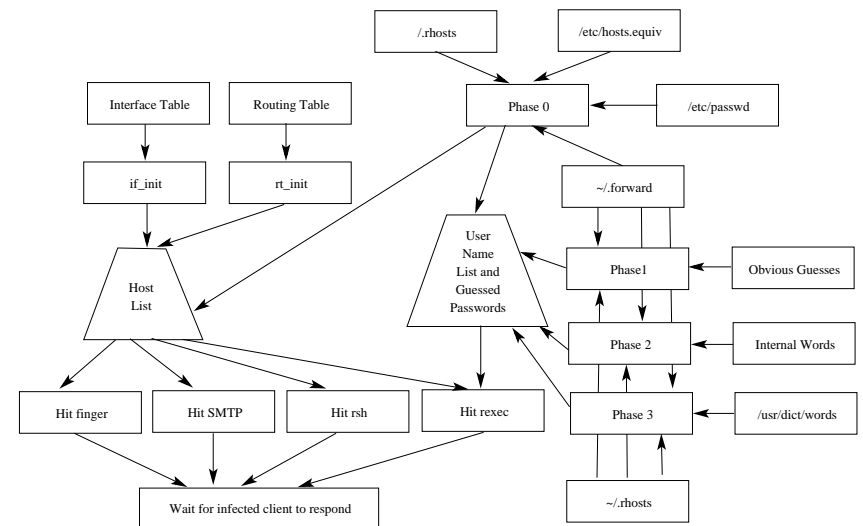 /.rhosts
/etc/hosts.equiv
Interface Table
Routing Table
Phase 0
/etc/passwd
if_init
rt_init
~/.forward
User
Name
List and
Guessed
Passwords
Host
List
Phase1
Obvious Guesses
Phase 2
Internal Words
Hit finger
Hit SMTP
Hit rsh
Hit rexec
Phase 3
/usr/dict/words
Wait for infected client to respond
~/.rhosts